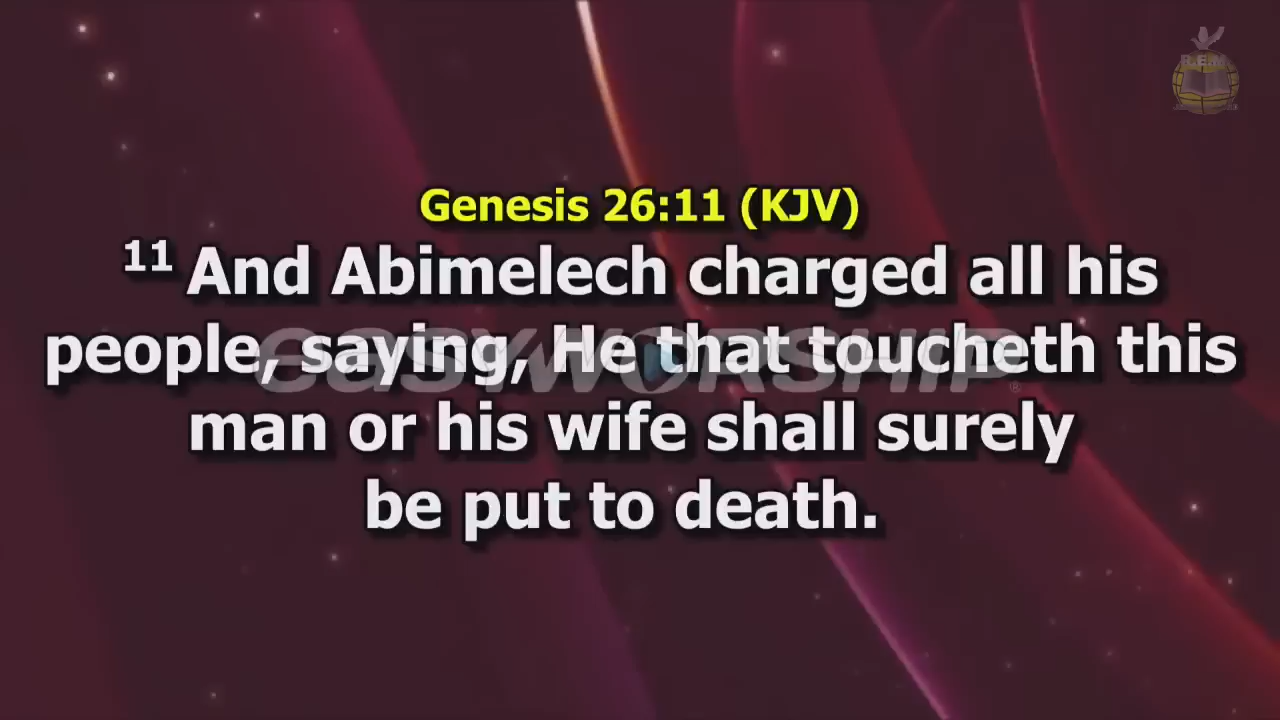 R.E.M.
Genesis 26:11 (KJV)
11 And Abimelech charged all his
people, saying, He that toucheth this
man or his wife shall surely
be put to death.
easyworship®